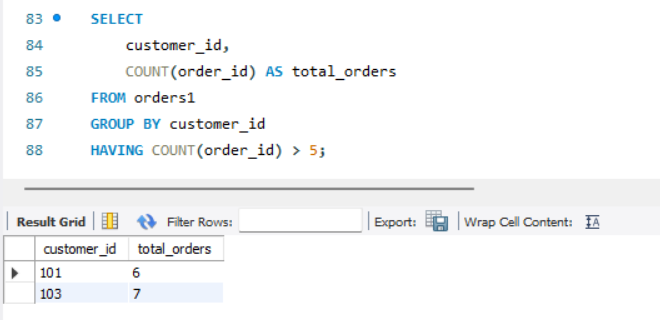 83 SELECT
84 customer_id,
85 COUNT(order_id) AS total_orders
86 FROM orders1
87 GROUP BY customer_id
88 HAVING COUNT(order_id) > 5;
Result Grid Filter Rows: Export: Wrap Cell Content: IA
customer_id total_orders
101 6
103 7